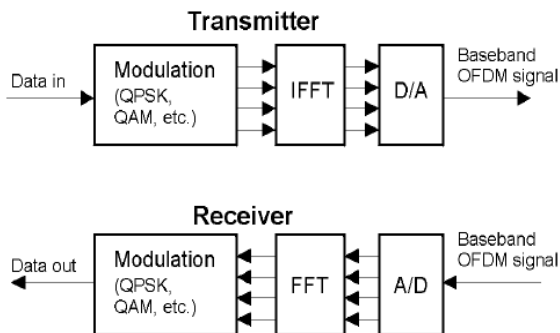 Transmitter
Data in
Modulation
(QPSK,
QAM, etc.)
IFFT
D/A
Baseband
OFDM signal
Receiver
Data out
Modulation
(QPSK,
QAM, etc.)
FFT
A/D
Baseband
OFDM signal